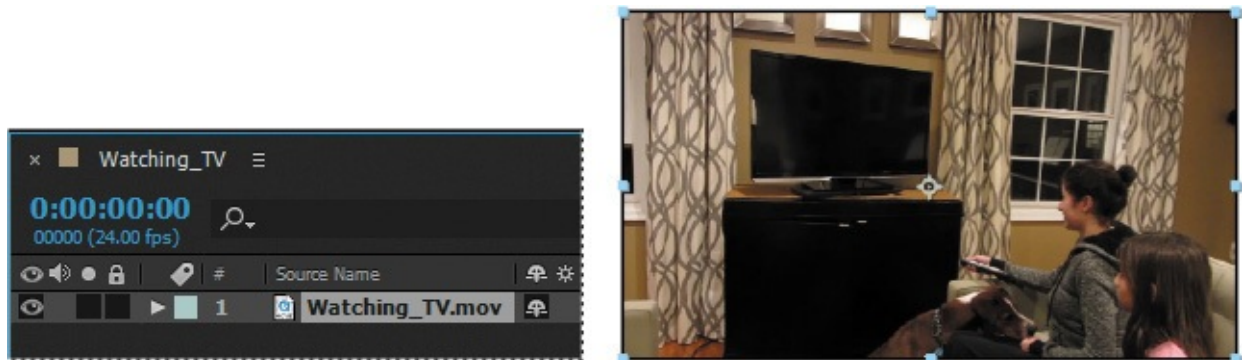 × Watching_TV ≡
0:00:00:00
00000 (24.00 fps)
# Source Name
1 Watching_TV.mov